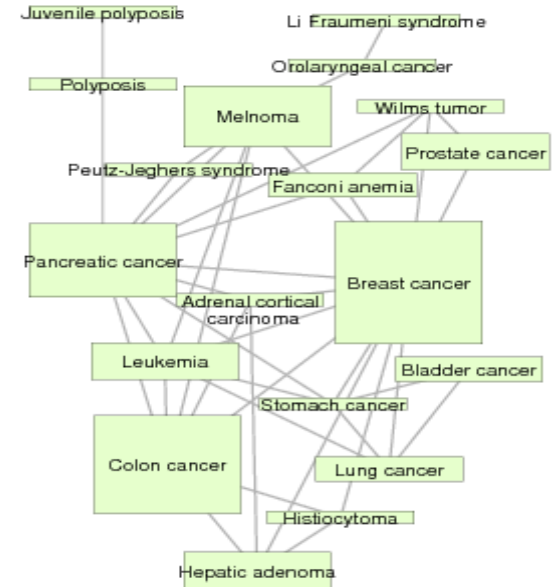 Juvenile polyposis
Li Fraumeni syndrome
Orolaryngeal cancer
Polyposis
Melnoma
Wilms tumor
Prostate cancer
Peutz-Jeghers syndrome
Fanconi anemia
Pancreatic cancer
Breast cancer
Adrenal cortical
carcinoma
Leukemia
Bladder cancer
Stomach cancer
Colon cancer
Lung cancer
Histiocytoma
Hepatic adenoma